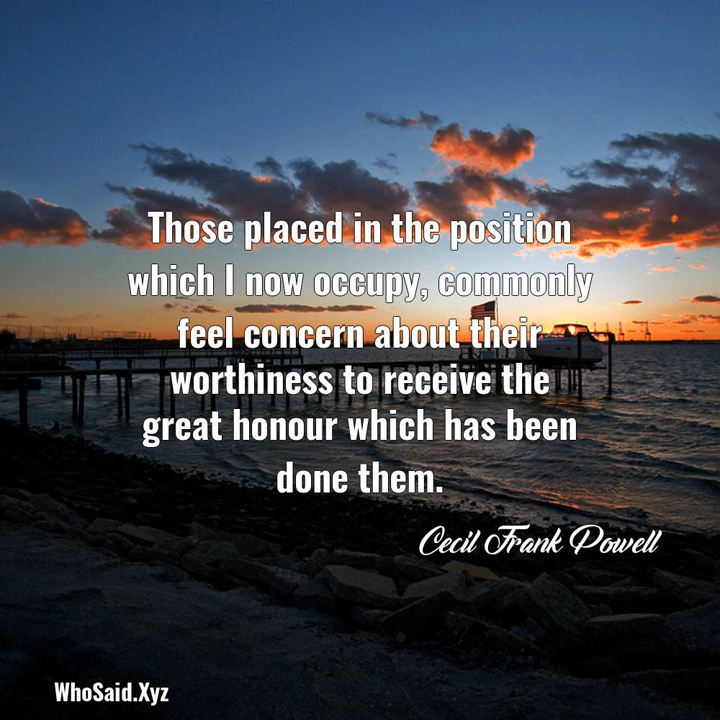 Those placed in the position
which I now occupy, commonly
feel concern about their
worthiness to receive the
great honour which has been
done them.
Cecil Frank Powell
WhoSaid.Xyz